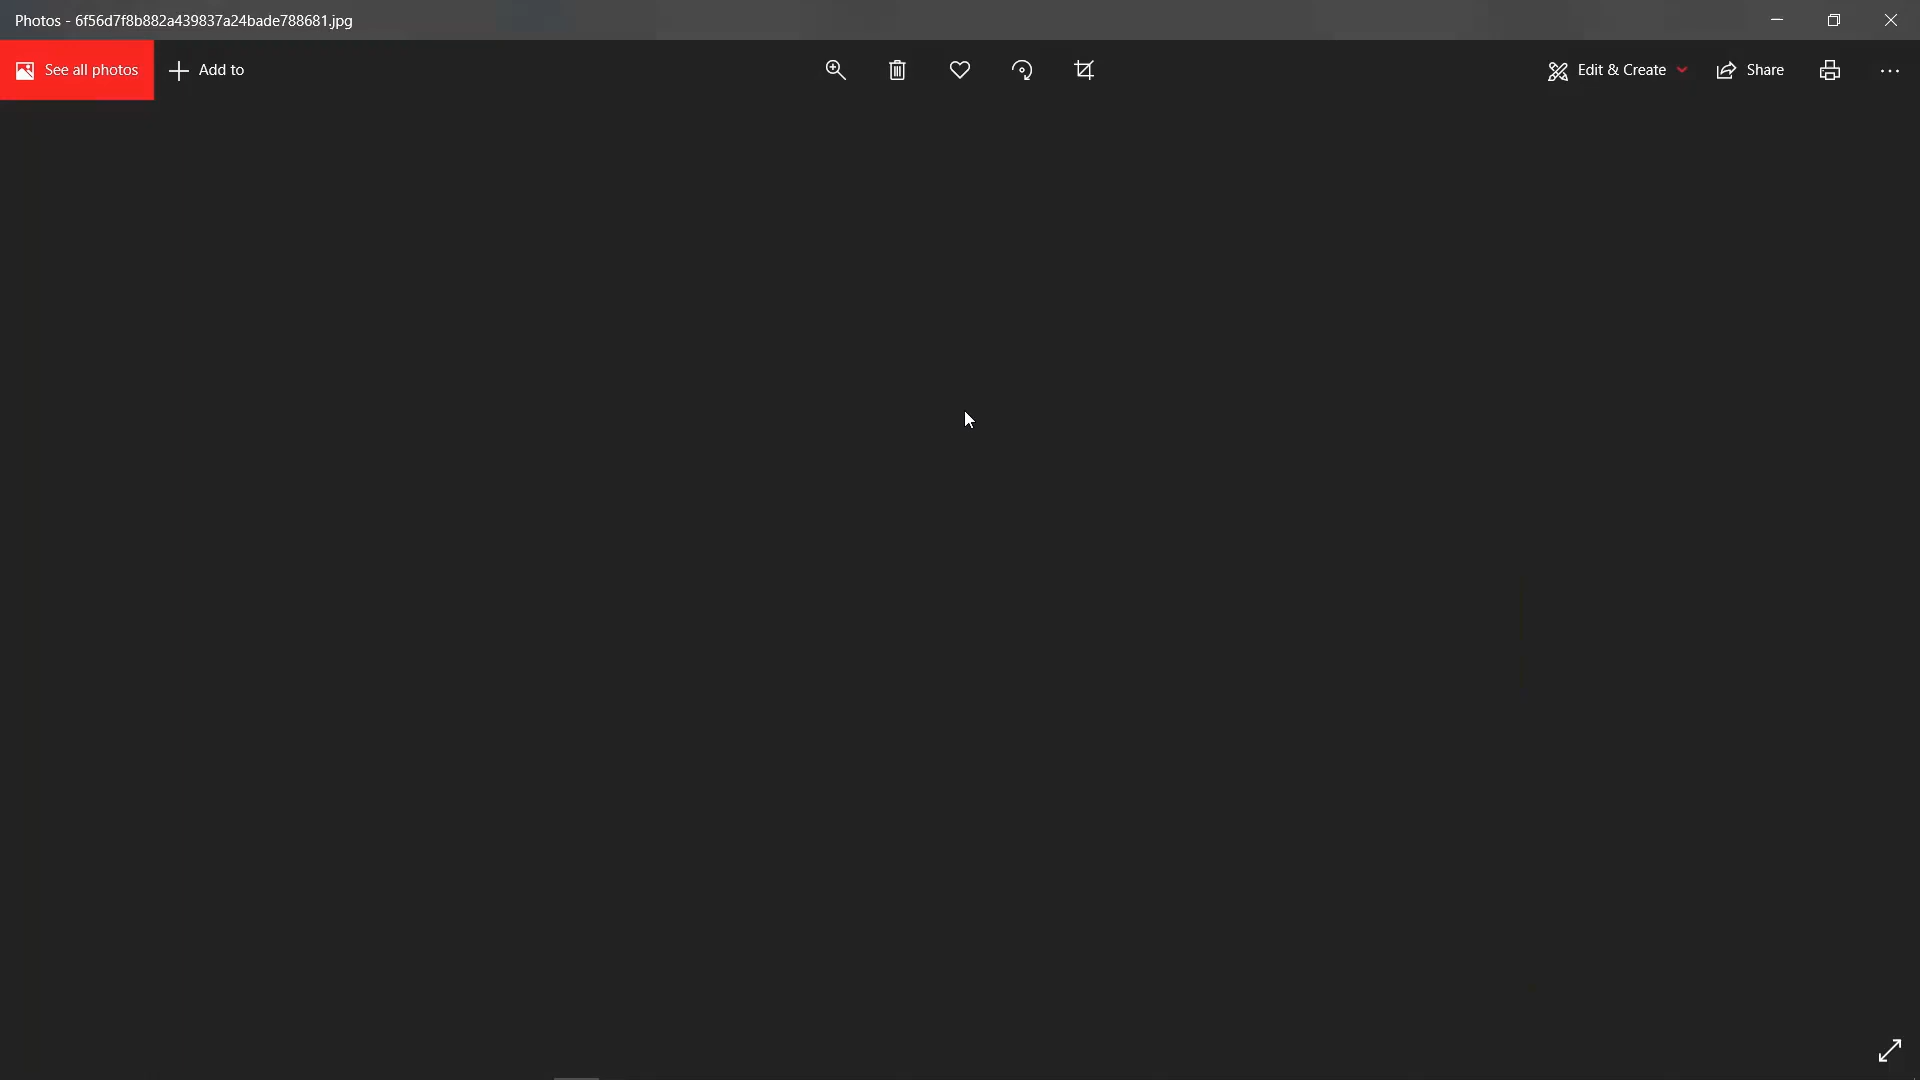 Photos - 6f56d7f8b882a439837a24bade788681.jpg
See all photos
Add to
Edit & Create
Share